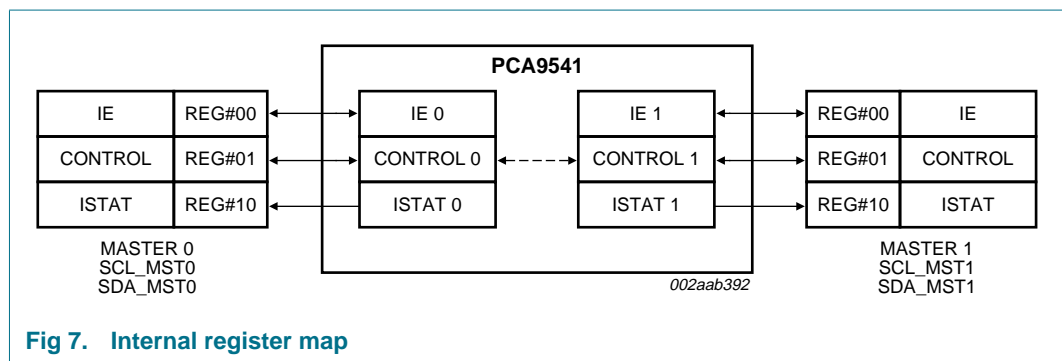 PCA9541
IE REG#00 IE 0 IE 1 REG#00 IE
CONTROL REG#01 CONTROL 0 CONTROL 1 REG#01 CONTROL
ISTAT REG#10 ISTAT 0 ISTAT 1 REG#10 ISTAT
MASTER 0 MASTER 1
SCL_MST0 SCL_MST1
SDA_MST0 SDA_MST1
002aab392
Fig 7. Internal register map